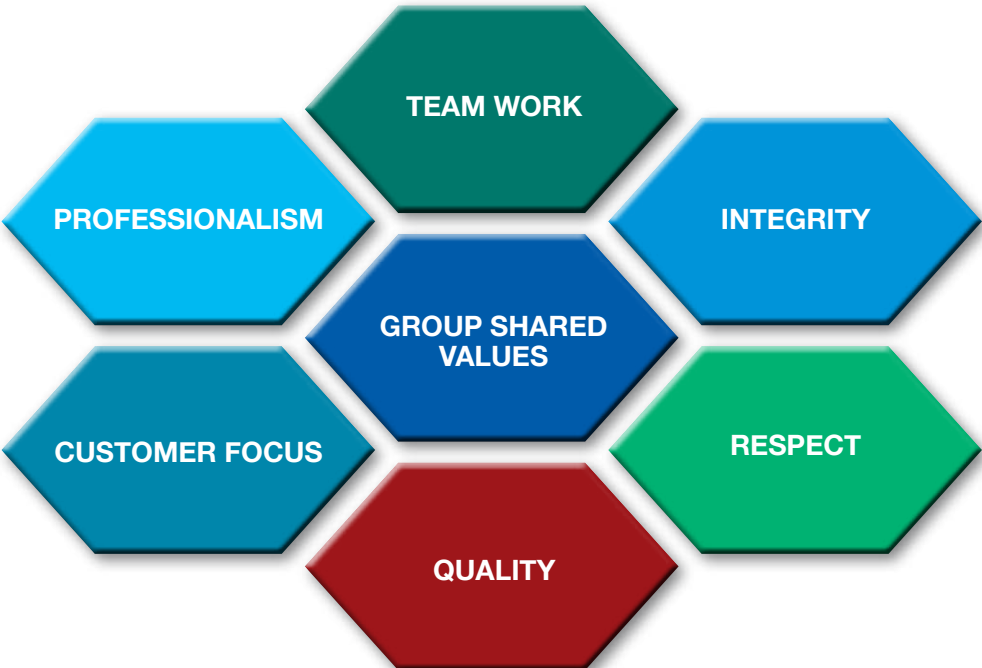 TEAM WORK
PROFESSIONALISM
INTEGRITY
GROUP SHARED
VALUES
CUSTOMER FOCUS
RESPECT
QUALITY